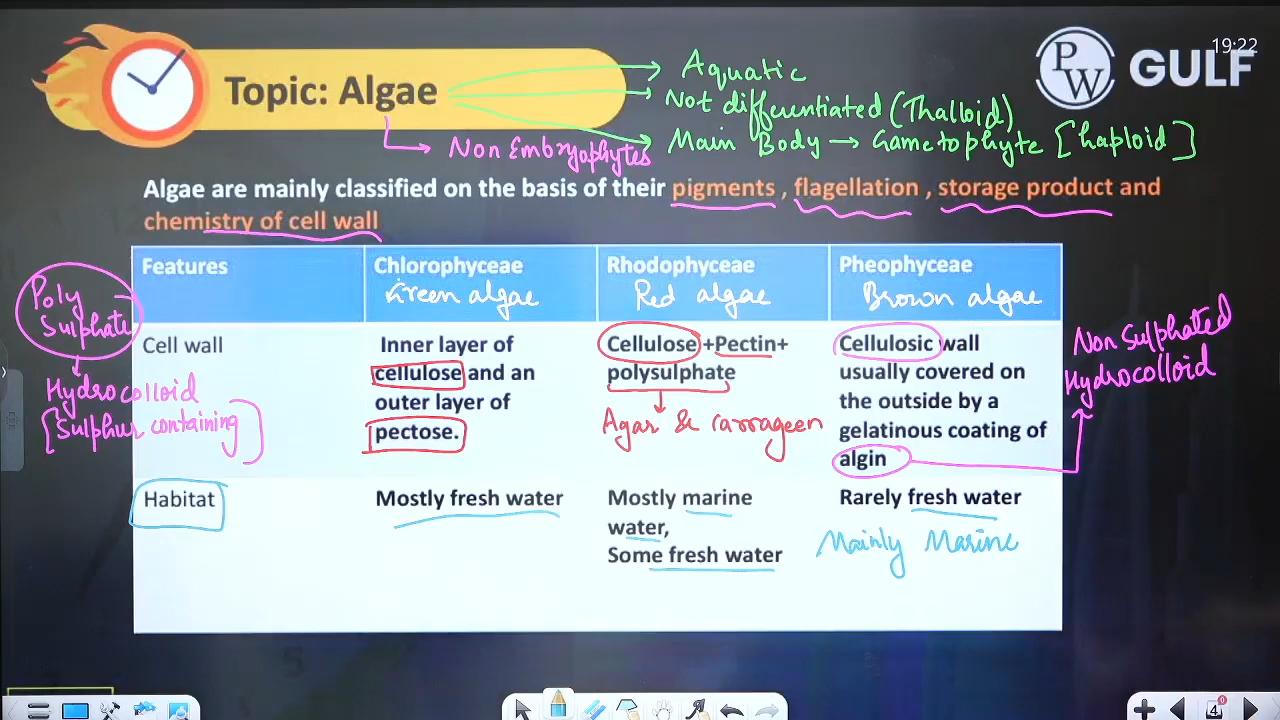 19:22
PW GULF
Topic: Algae
Aquatic
Not differentiated (Thalloid)
Main Body → Gametophyte [haploid]
Non Embryophytes
Algae are mainly classified on the basis of their pigments , flagellation , storage product and
chemistry of cell wall
Features
Chlorophyceae
Green algae
Rhodophyceae
Red algae
Pheophyceae
Brown algae
Cell wall
Inner layer of
cellulose and an
outer layer of
pectose.
Cellulose +Pectin+
polysulphate
Agar & carrageen
Cellulosic wall
usually covered on
the outside by a
gelatinous coating of
algin
Non Sulphated
Hydrocolloid
Poly
Sulphate
Hydrocolloid
[Sulphur containing]
Habitat
Mostly fresh water
Mostly marine
water,
Some fresh water
Rarely fresh water
Mainly Marine
4